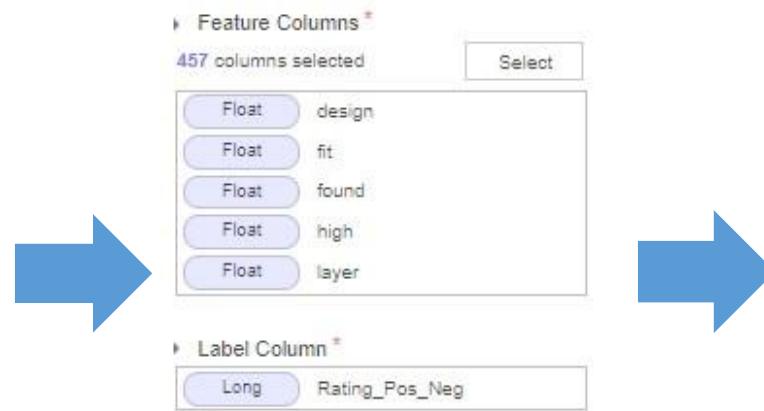 Feature Columns *
457 columns selected Select
Float design
Float fit
Float found
Float high
Float layer
Label Column *
Long Rating_Pos_Neg